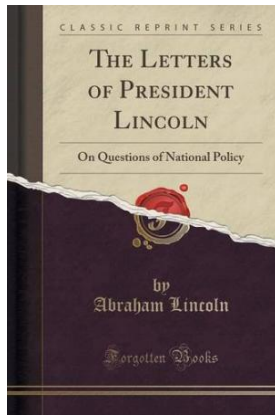 CLASSIC REPRINT SERIES
THE LETTERS
OF PRESIDENT
LINCOLN
On Questions of National Policy
by
Abraham Lincoln
Forgotten Books